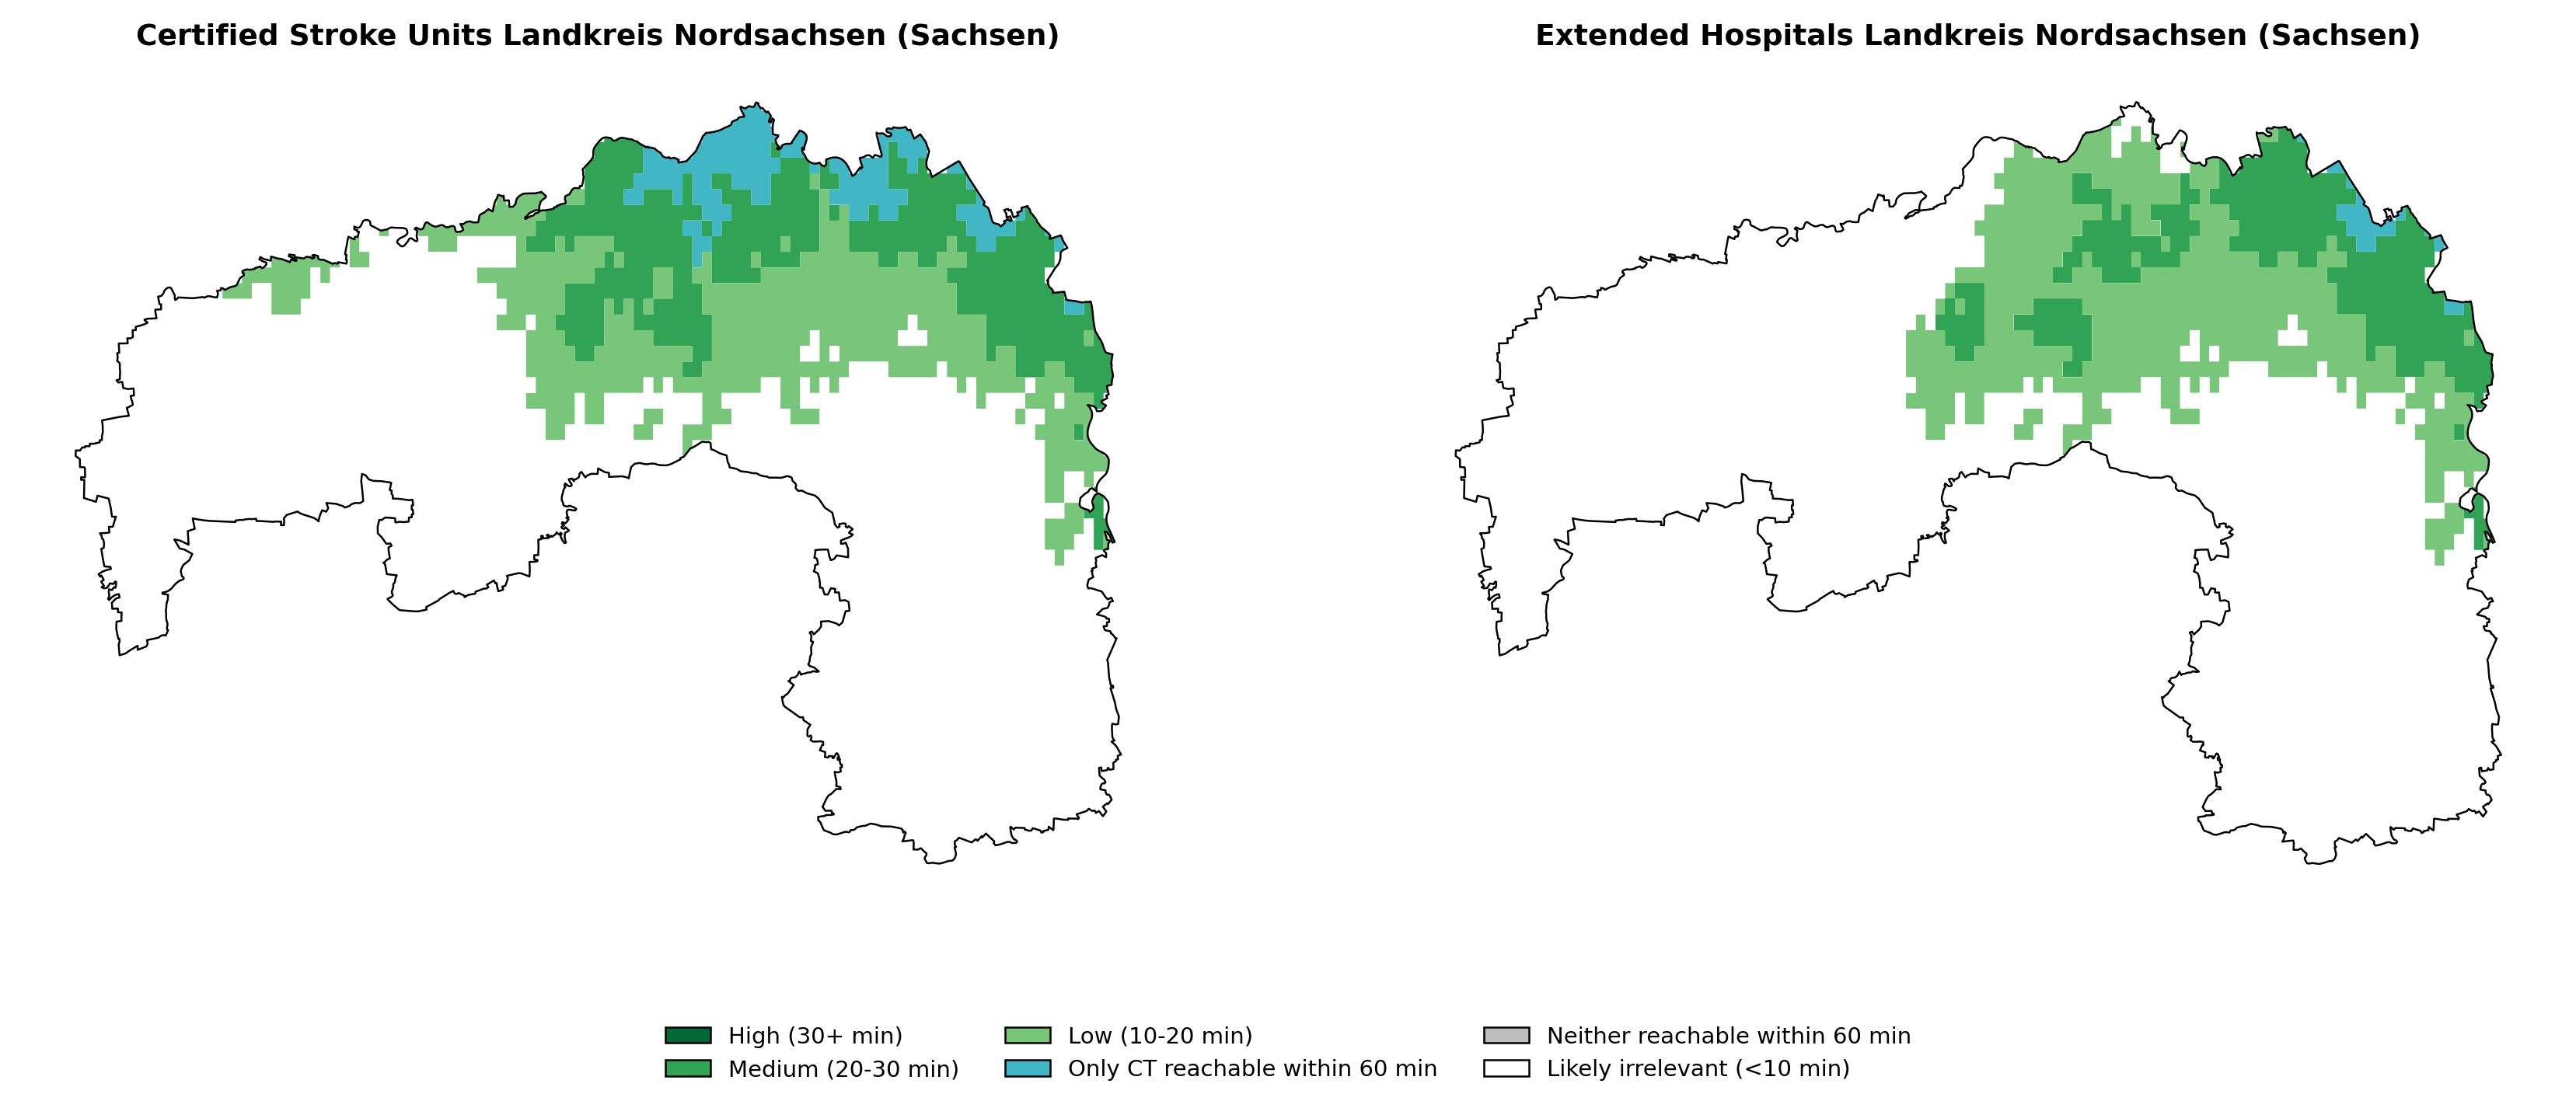 Certified Stroke Units Landkreis Nordsachsen (Sachsen)
Extended Hospitals Landkreis Nordsachsen (Sachsen)
High (30+ min)
Medium (20-30 min)
Low (10-20 min)
Only CT reachable within 60 min
Neither reachable within 60 min
Likely irrelevant (<10 min)